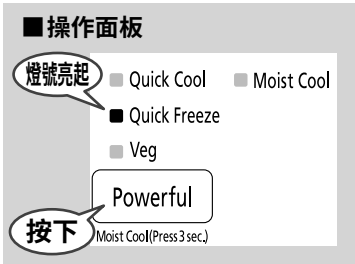 ■操作面板
燈號亮起
Quick Cool
Moist Cool
Quick Freeze
Veg
Powerful
按下
Moist Cool(Press 3 sec.)